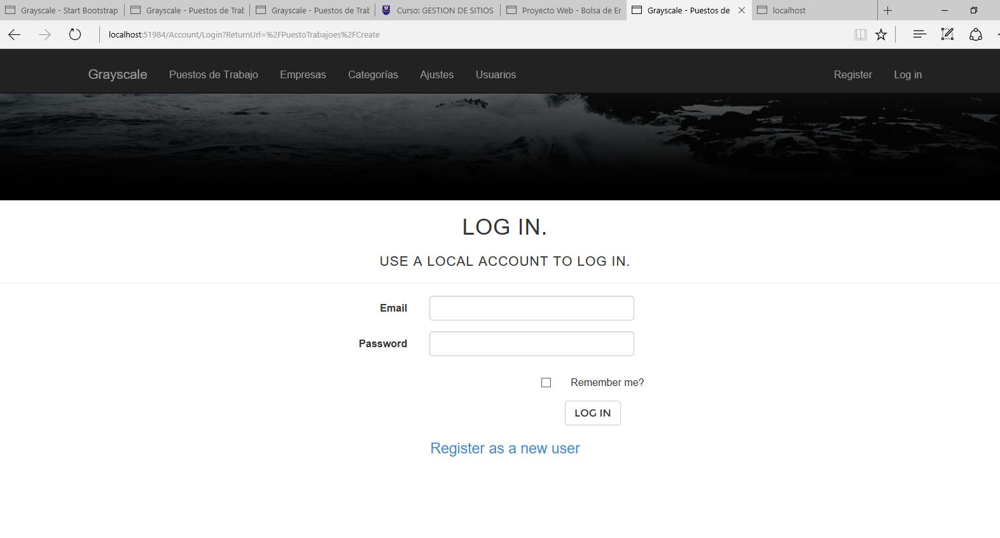 Grayscale - Start Bootstrap
Grayscale - Puestos de Tral
Grayscale - Puestos de Trat
Curso: GESTION DE SITIOS
Proyecto Web - Bolsa de Er
Grayscale - Puestos de
localhost
localhost:51984/Account/Login?ReturnUrl=%2FPuestoTrabajoes%2FCreate
Grayscale Puestos de Trabajo Empresas Categorías Ajustes Usuarios Register Log in
LOG IN.
USE A LOCAL ACCOUNT TO LOG IN.
Email
Password
Remember me?
LOG IN
Register as a new user